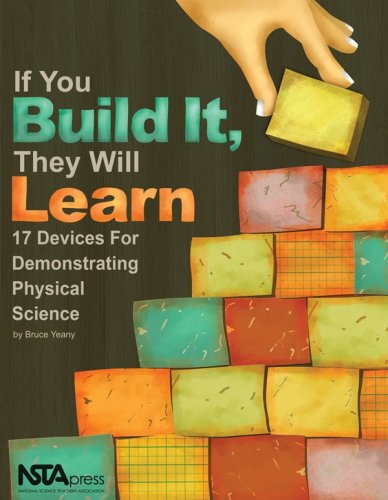 If You
Build It,
They Will
Learn
17 Devices For
Demonstrating
Physical
Science
by Bruce Yeany
NSTApress
NATIONAL SCIENCE TEACHERS ASSOCIATION